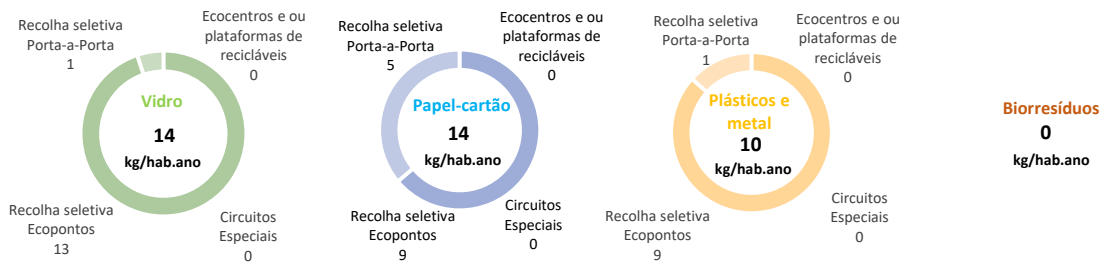 Recolha seletiva
Porta-a-Porta
1
Ecocentros e ou
plataformas de
recicláveis
0
Vidro
14
kg/hab.ano
Recolha seletiva
Ecopontos
13
Circuitos
Especiais
0
Recolha seletiva
Porta-a-Porta
5
Ecocentros e ou
plataformas de
recicláveis
0
Papel-cartão
14
kg/hab.ano
Recolha seletiva
Ecopontos
9
Circuitos
Especiais
0
Recolha seletiva
Porta-a-Porta
1
Ecocentros e ou
plataformas de
recicláveis
0
Plásticos e
metal
10
kg/hab.ano
Recolha seletiva
Ecopontos
9
Circuitos
Especiais
0
Biorresíduos
0
kg/hab.ano